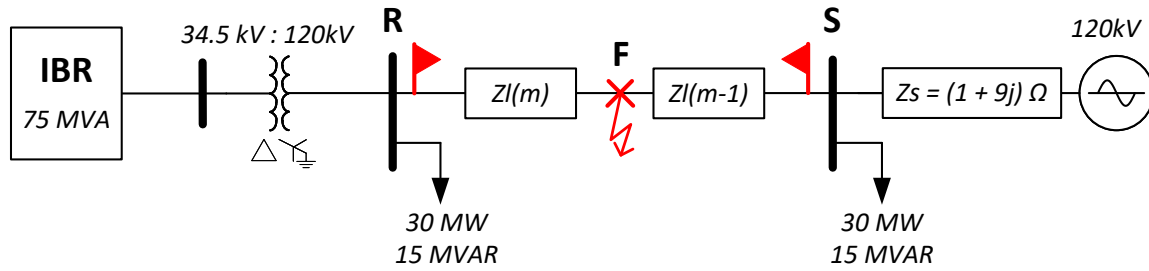 IBR
75 MVA
34.5 kV : 120kV
R
Zl(m)
F
Zl(m-1)
S
Zs = (1 + 9j) Ω
120kV
30 MW
15 MVAR
30 MW
15 MVAR